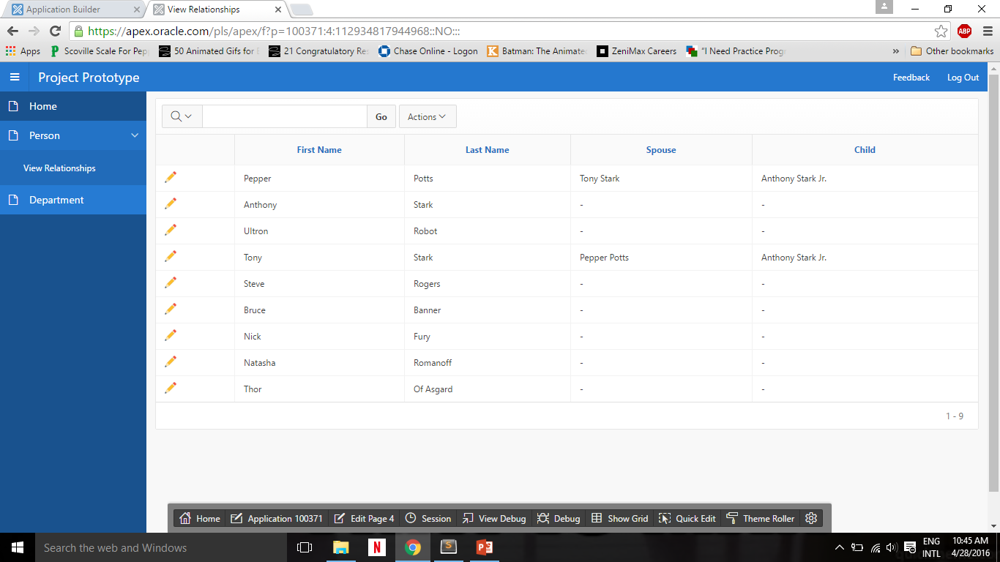 Application Builder
View Relationships
https://apex.oracle.com/pls/apex/f?p=100371:4:112934817944968::NO:::
ABP
Apps
Scoville Scale For Pep
50 Animated Gifs for
21 Congratulatory Re
Chase Online - Logon
Batman: The Animate
ZeniMax Careers
"I Need Practice Prog
»
Other bookmarks
Project Prototype
Feedback
Log Out
Home
Person
View Relationships
Department
Go
Actions
First Name Last Name Spouse Child
Pepper Potts Tony Stark Anthony Stark Jr.
Anthony Stark - -
Ultron Robot - -
Tony Stark Pepper Potts Anthony Stark Jr.
Steve Rogers - -
Bruce Banner - -
Nick Fury - -
Natasha Romanoff - -
Thor Of Asgard - -
1 - 9
Home
Application 100371
Edit Page 4
Session
View Debug
Debug
Show Grid
Quick Edit
Theme Roller
Search the web and Windows
ENG
INTL
10:45 AM
4/28/2016